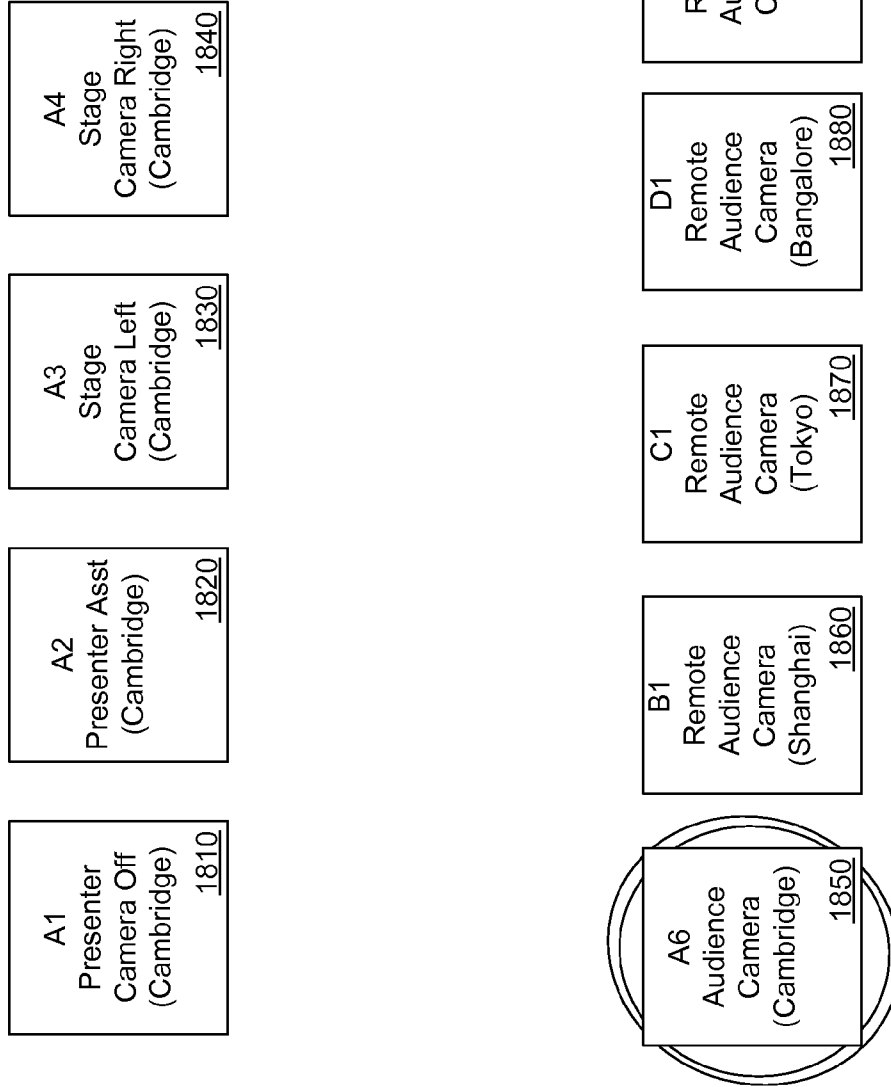 A1
Presenter
Camera Off
(Cambridge)
1810
A2
Presenter Asst
(Cambridge)
1820
A3
Stage
Camera Left
(Cambridge)
1830
A4
Stage
Camera Right
(Cambridge)
1840
A6
Audience
Camera
(Cambridge)
1850
B1
Remote
Audience
Camera
(Shanghai)
1860
C1
Remote
Audience
Camera
(Tokyo)
1870
D1
Remote
Audience
Camera
(Bangalore)
1880